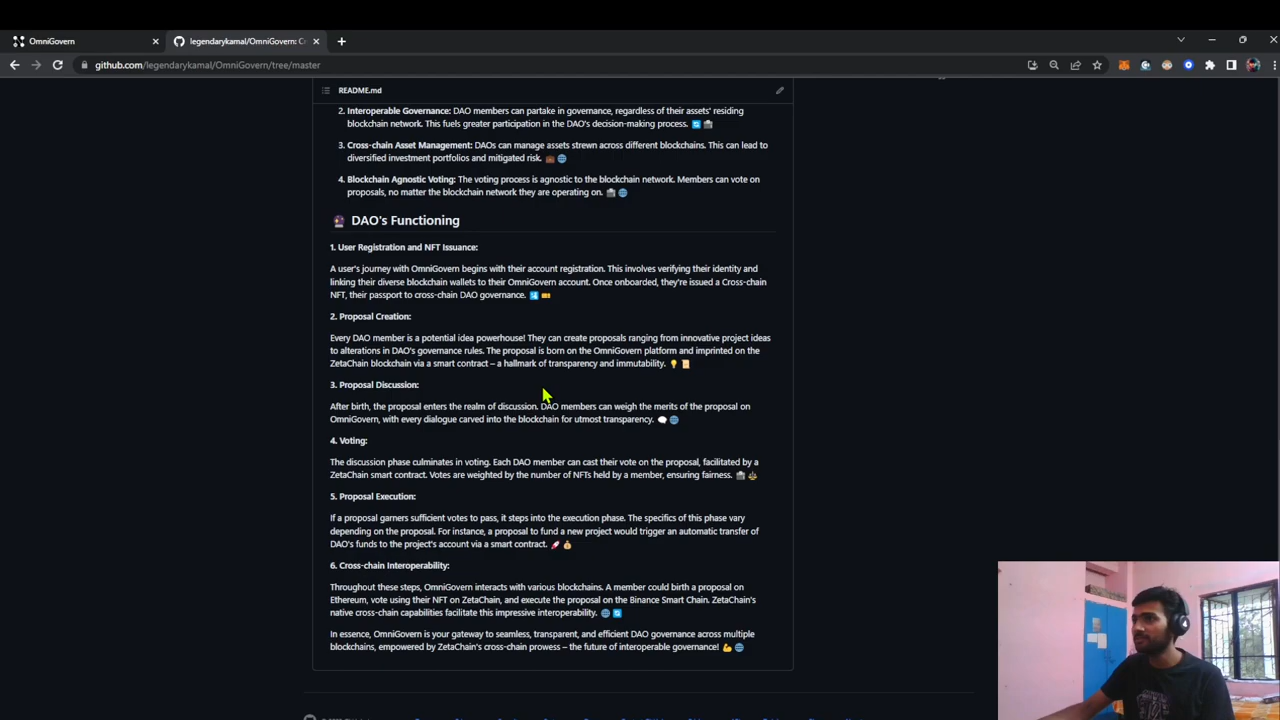 OmniGovern
legendarykamal/OmniGovern: C
github.com/legendarykamal/OmniGovern/tree/master
README.md
2. Interoperable Governance: DAO members can partake in governance, regardless of their assets' residing
blockchain network. This fuels greater participation in the DAO's decision-making process.
3. Cross-chain Asset Management: DAOs can manage assets strewn across different blockchains. This can lead to
diversified investment portfolios and mitigated risk.
4. Blockchain Agnostic Voting: The voting process is agnostic to the blockchain network. Members can vote on
proposals, no matter the blockchain network they are operating on.
DAO's Functioning
1. User Registration and NFT Issuance:
A user's journey with OmniGovern begins with their account registration. This involves verifying their identity and
linking their diverse blockchain wallets to their OmniGovern account. Once onboarded, they're issued a Cross-chain
NFT, their passport to cross-chain DAO governance.
2. Proposal Creation:
Every DAO member is a potential idea powerhouse! They can create proposals ranging from innovative project ideas
to alterations in DAO's governance rules. The proposal is born on the OmniGovern platform and imprinted on the
ZetaChain blockchain via a smart contract – a hallmark of transparency and immutability.
3. Proposal Discussion:
After birth, the proposal enters the realm of discussion. DAO members can weigh the merits of the proposal on
OmniGovern, with every dialogue carved into the blockchain for utmost transparency.
4. Voting:
The discussion phase culminates in voting. Each DAO member can cast their vote on the proposal, facilitated by a
ZetaChain smart contract. Votes are weighted by the number of NFTs held by a member, ensuring fairness.
5. Proposal Execution:
If a proposal garners sufficient votes to pass, it steps into the execution phase. The specifics of this phase vary
depending on the proposal. For instance, a proposal to fund a new project would trigger an automatic transfer of
DAO's funds to the project's account via a smart contract.
6. Cross-chain Interoperability:
Throughout these steps, OmniGovern interacts with various blockchains. A member could birth a proposal on
Ethereum, vote using their NFT on ZetaChain, and execute the proposal on the Binance Smart Chain. ZetaChain's
native cross-chain capabilities facilitate this impressive interoperability.
In essence, OmniGovern is your gateway to seamless, transparent, and efficient DAO governance across multiple
blockchains, empowered by ZetaChain's cross-chain prowess – the future of interoperable governance!